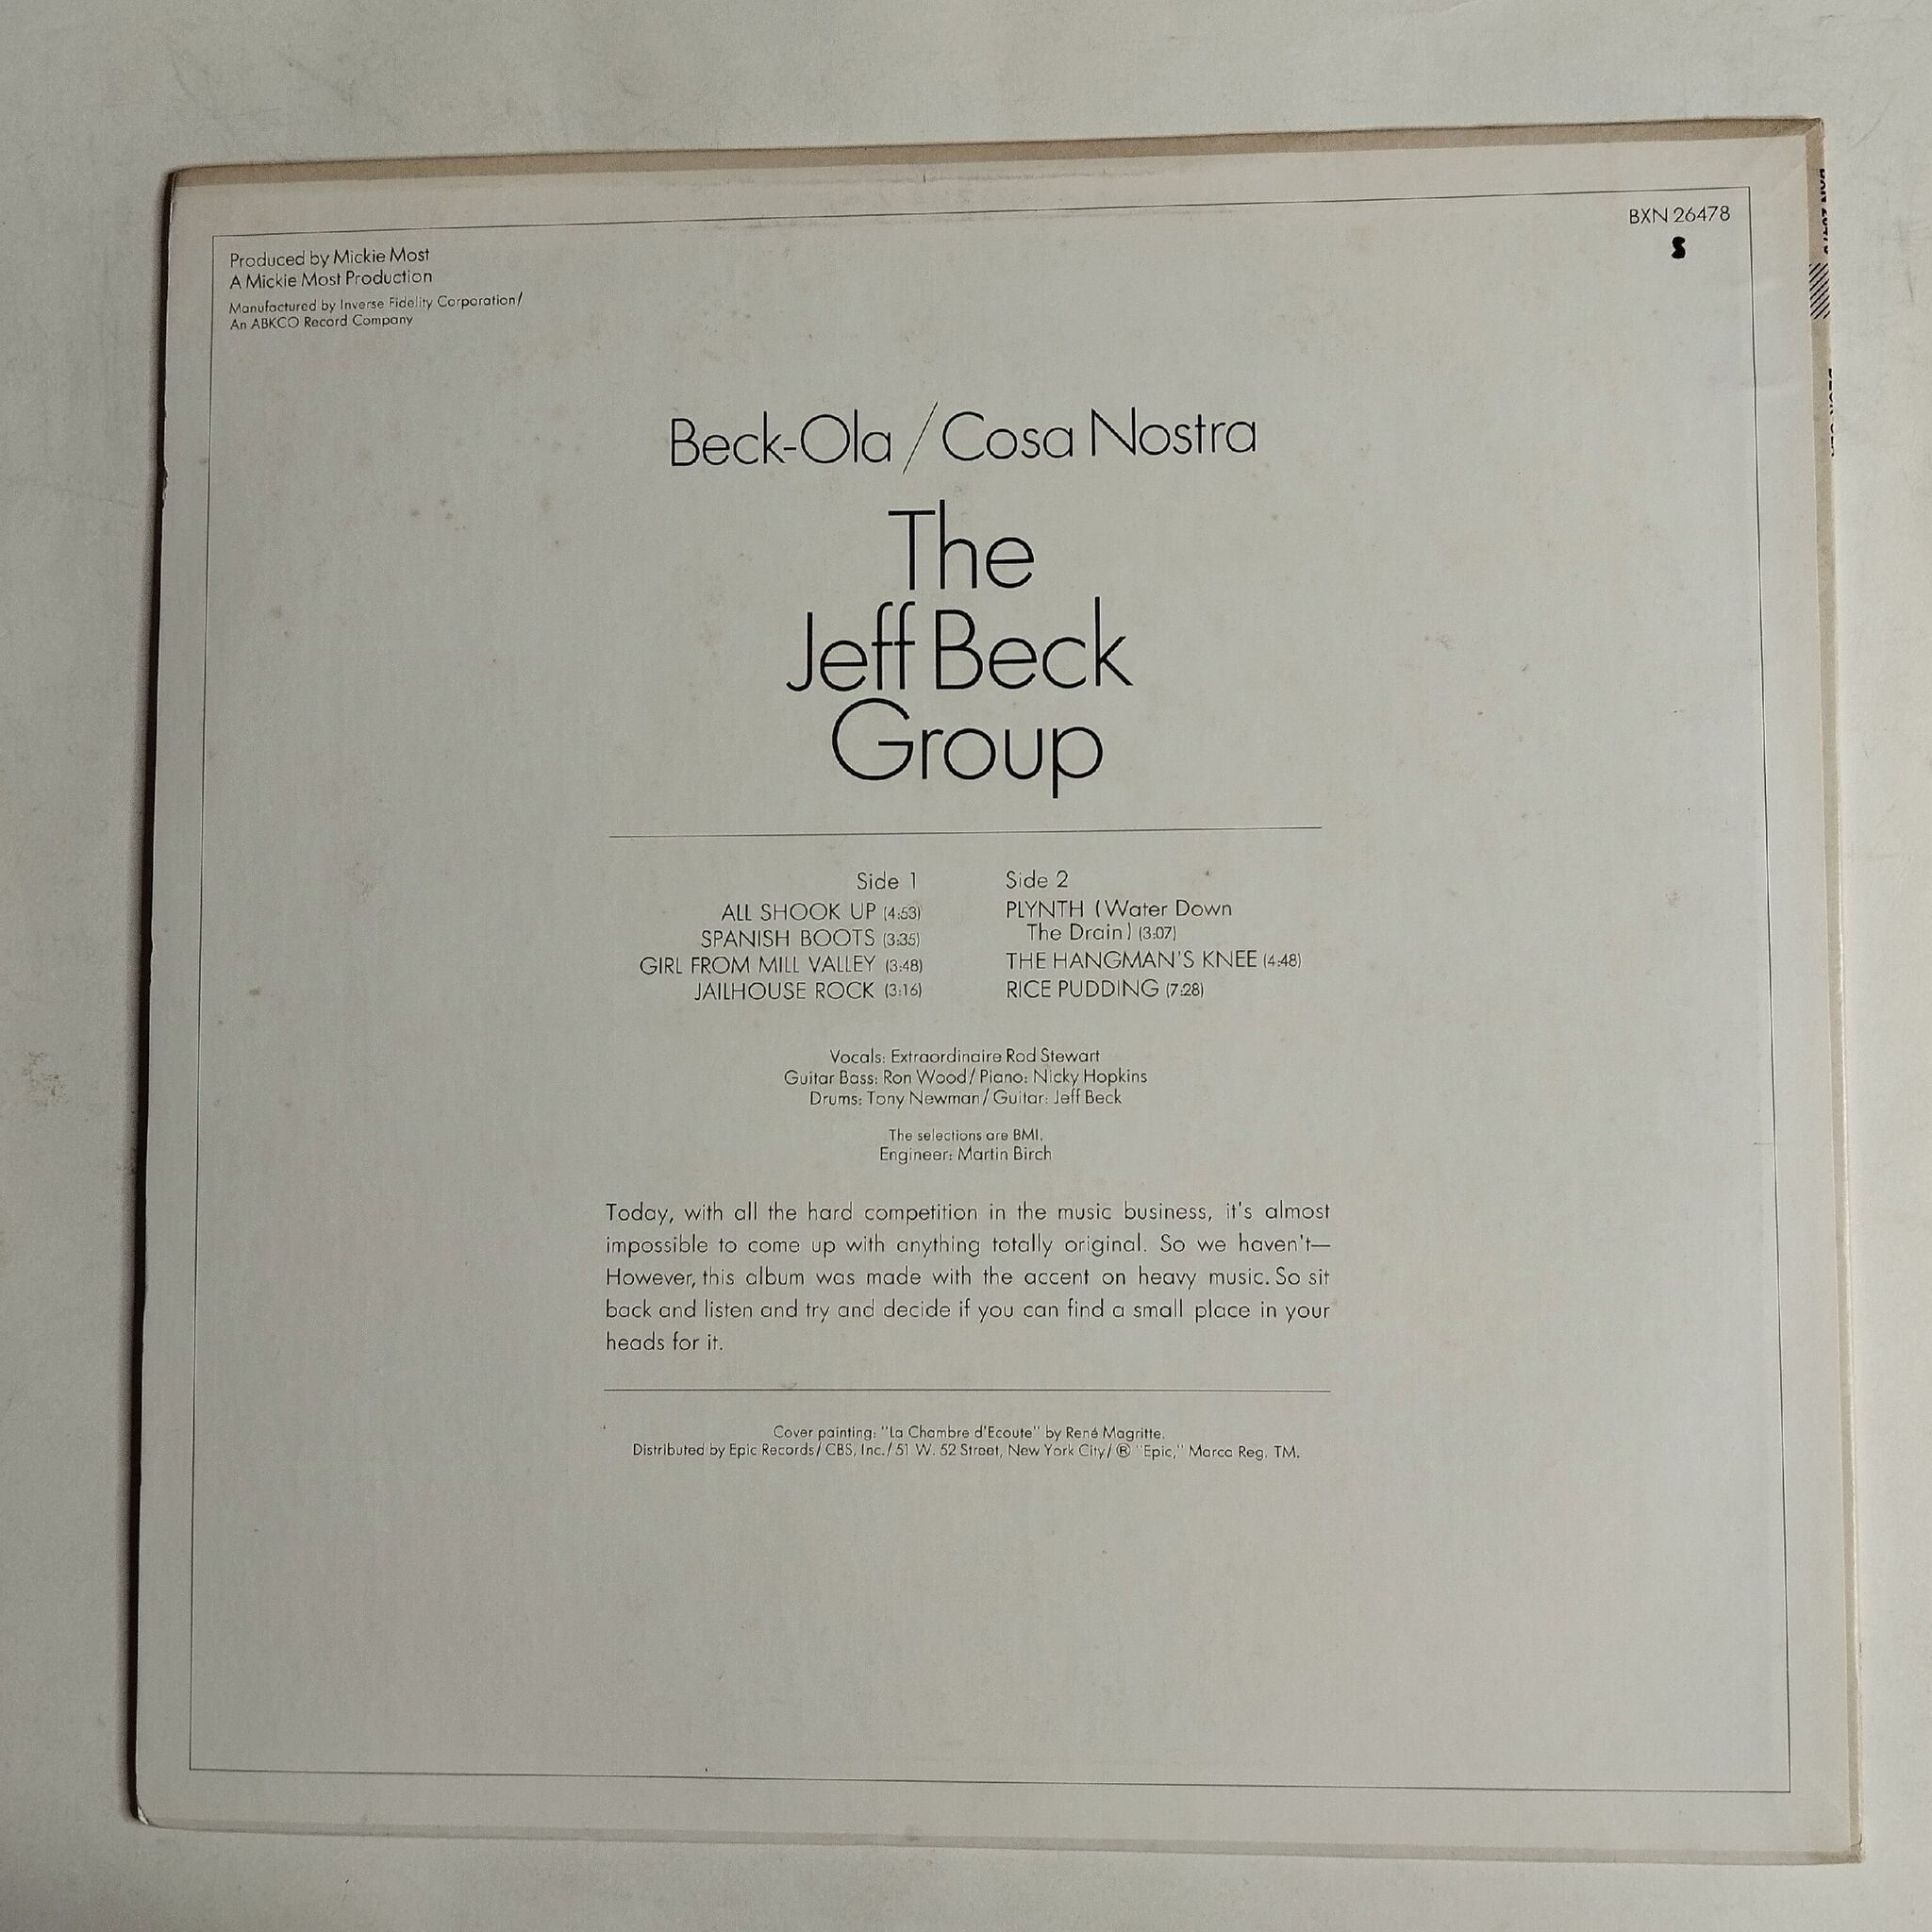 Produced by Mickie Most
A Mickie Most Production
Manufactured by Inverse Fidelity Corporation/
An ABKCO Record Company
BXN 26478
S
Beck-Ola / Cosa Nostra
The
Jeff Beck
Group
Side 1
ALL SHOOK UP (4:53)
SPANISH BOOTS (3:35)
GIRL FROM MILL VALLEY (3:48)
JAILHOUSE ROCK (3:16)
Side 2
PLYNTH (Water Down
The Drain) (3:07)
THE HANGMAN'S KNEE (4:48)
RICE PUDDING (7:28)
Vocals: Extraordinaire Rod Stewart
Guitar Bass: Ron Wood/Piano: Nicky Hopkins
Drums: Tony Newman/Guitar: Jeff Beck
The selections are BMI.
Engineer: Martin Birch
Today, with all the hard competition in the music business, it's almost
impossible to come up with anything totally original. So we haven't—
However, this album was made with the accent on heavy music. So sit
back and listen and try and decide if you can find a small place in your
heads for it.
Cover painting: "La Chambre d'Ecoute" by René Magritte.
Distributed by Epic Records/CBS, Inc./51 W. 52 Street, New York City/® "Epic," Marca Reg. TM.